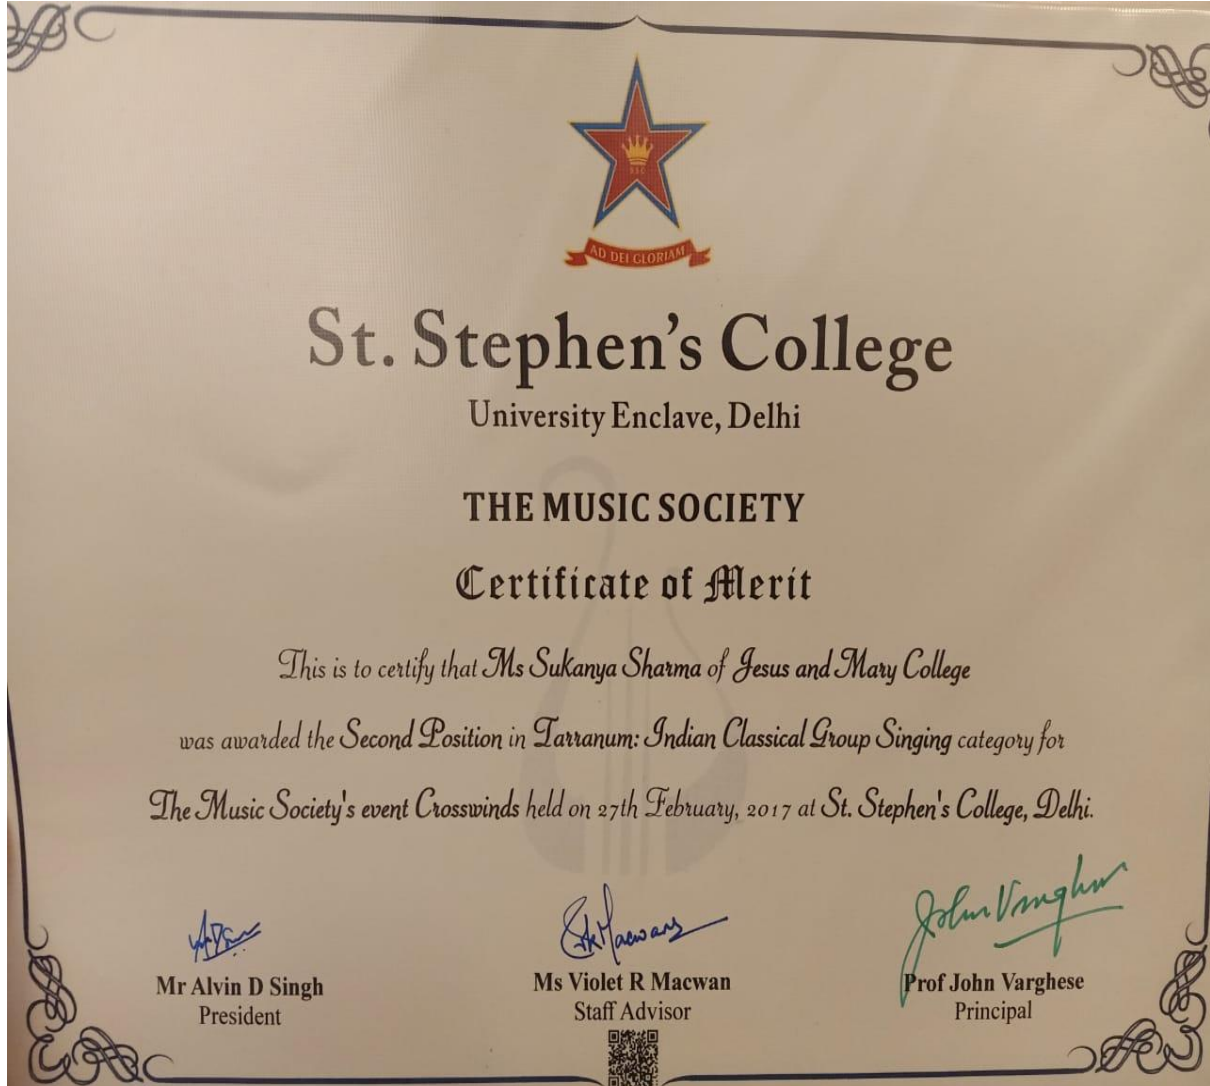 SSC
AD DEI GLORIAM
St. Stephen's College
University Enclave, Delhi
THE MUSIC SOCIETY
Certificate of Merit
This is to certify that Ms Sukanya Sharma of Jesus and Mary College
was awarded the Second Position in Tarranum: Indian Classical Group Singing category for
The Music Society's event Crosswinds held on 27th February, 2017 at St. Stephen's College, Delhi.
John Varghese
Mr Alvin D Singh
Ms Violet R Macwan
Prof John Varghese
President
Staff Advisor
Principal